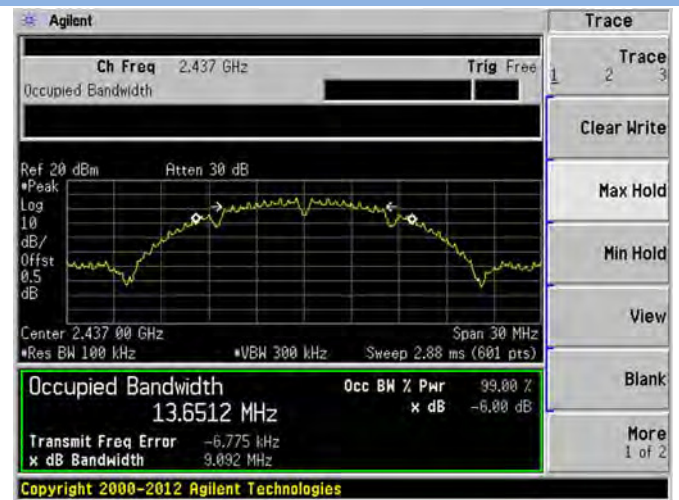 Agilent
Trace
Ch Freq 2.437 GHz Trig Free
Occupied Bandwidth
Trace
1 2 3
Clear Write
Max Hold
Min Hold
View
Blank
More
1 of 2
Ref 20 dBm Atten 30 dB
*Peak
Log
10
dB/
Offst
0.5
dB
Center 2.437 00 GHz Span 30 MHz
*Res BW 100 kHz *VBW 300 kHz Sweep 2.88 ms (601 pts)
Occupied Bandwidth Occ BW % Pwr 99.00 %
13.6512 MHz x dB -6.00 dB
Transmit Freq Error -6.775 kHz
x dB Bandwidth 9.092 MHz
Copyright 2000-2012 Agilent Technologies